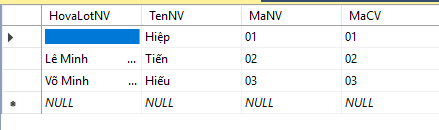 HovaLotNV TenNV MaNV MaCV
Hiệp 01 01
Lê Minh ... Tiến 02 02
Võ Minh ... Hiếu 03 03
NULL NULL NULL NULL